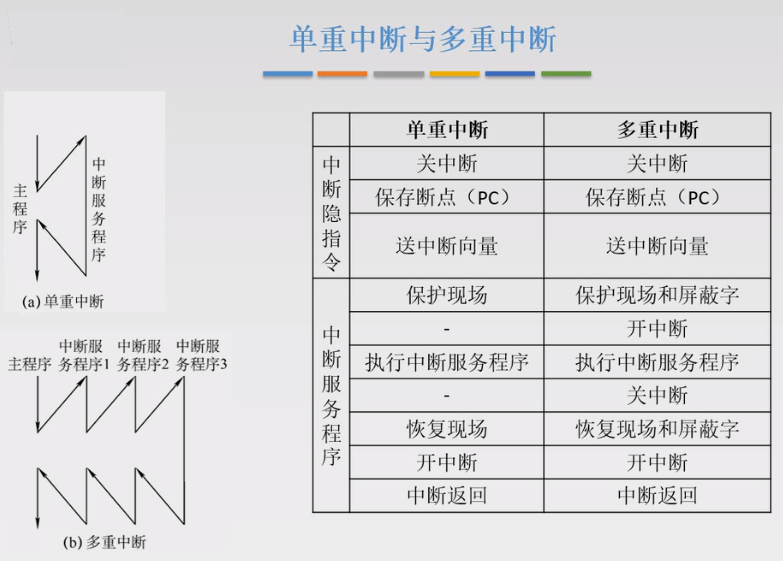 单重中断与多重中断
主程序
中断服务程序
(a) 单重中断
主程序
中断服务程序1
中断服务程序2
中断服务程序3
(b) 多重中断
单重中断 多重中断
中断隐指令
关中断 关中断
保存断点（PC） 保存断点（PC）
送中断向量 送中断向量
中断服务程序
保护现场 保护现场和屏蔽字
- 开中断
执行中断服务程序 执行中断服务程序
- 关中断
恢复现场 恢复现场和屏蔽字
开中断 开中断
中断返回 中断返回